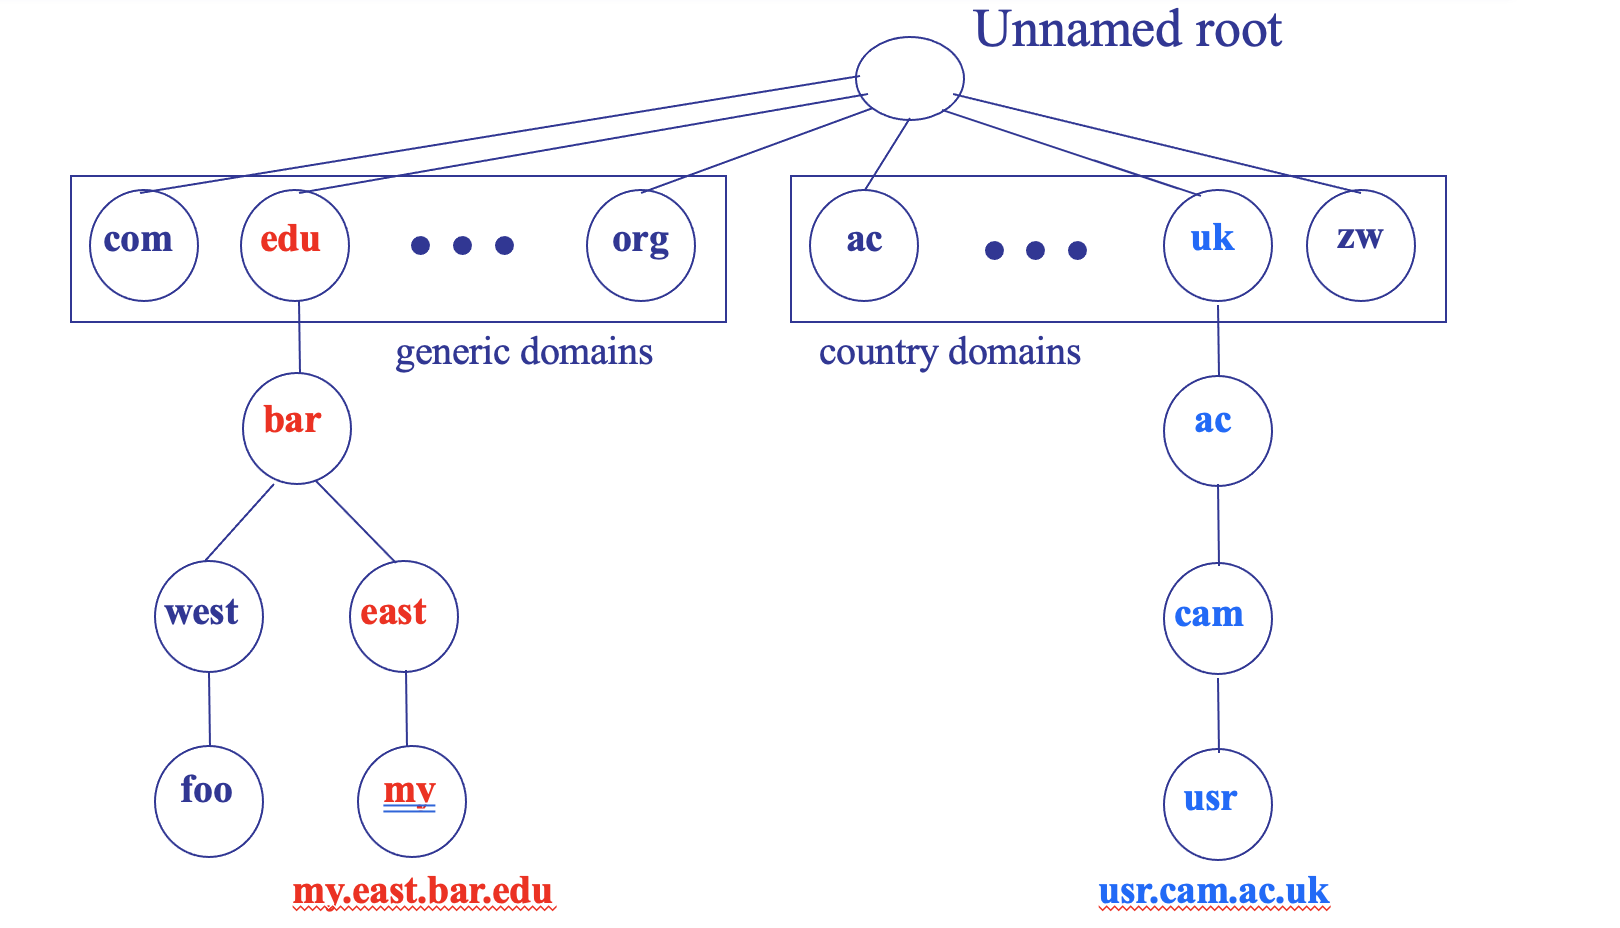 Unnamed root
com edu org ac uk zw
generic domains country domains
bar ac
west east cam
foo my usr
my.east.bar.edu usr.cam.ac.uk